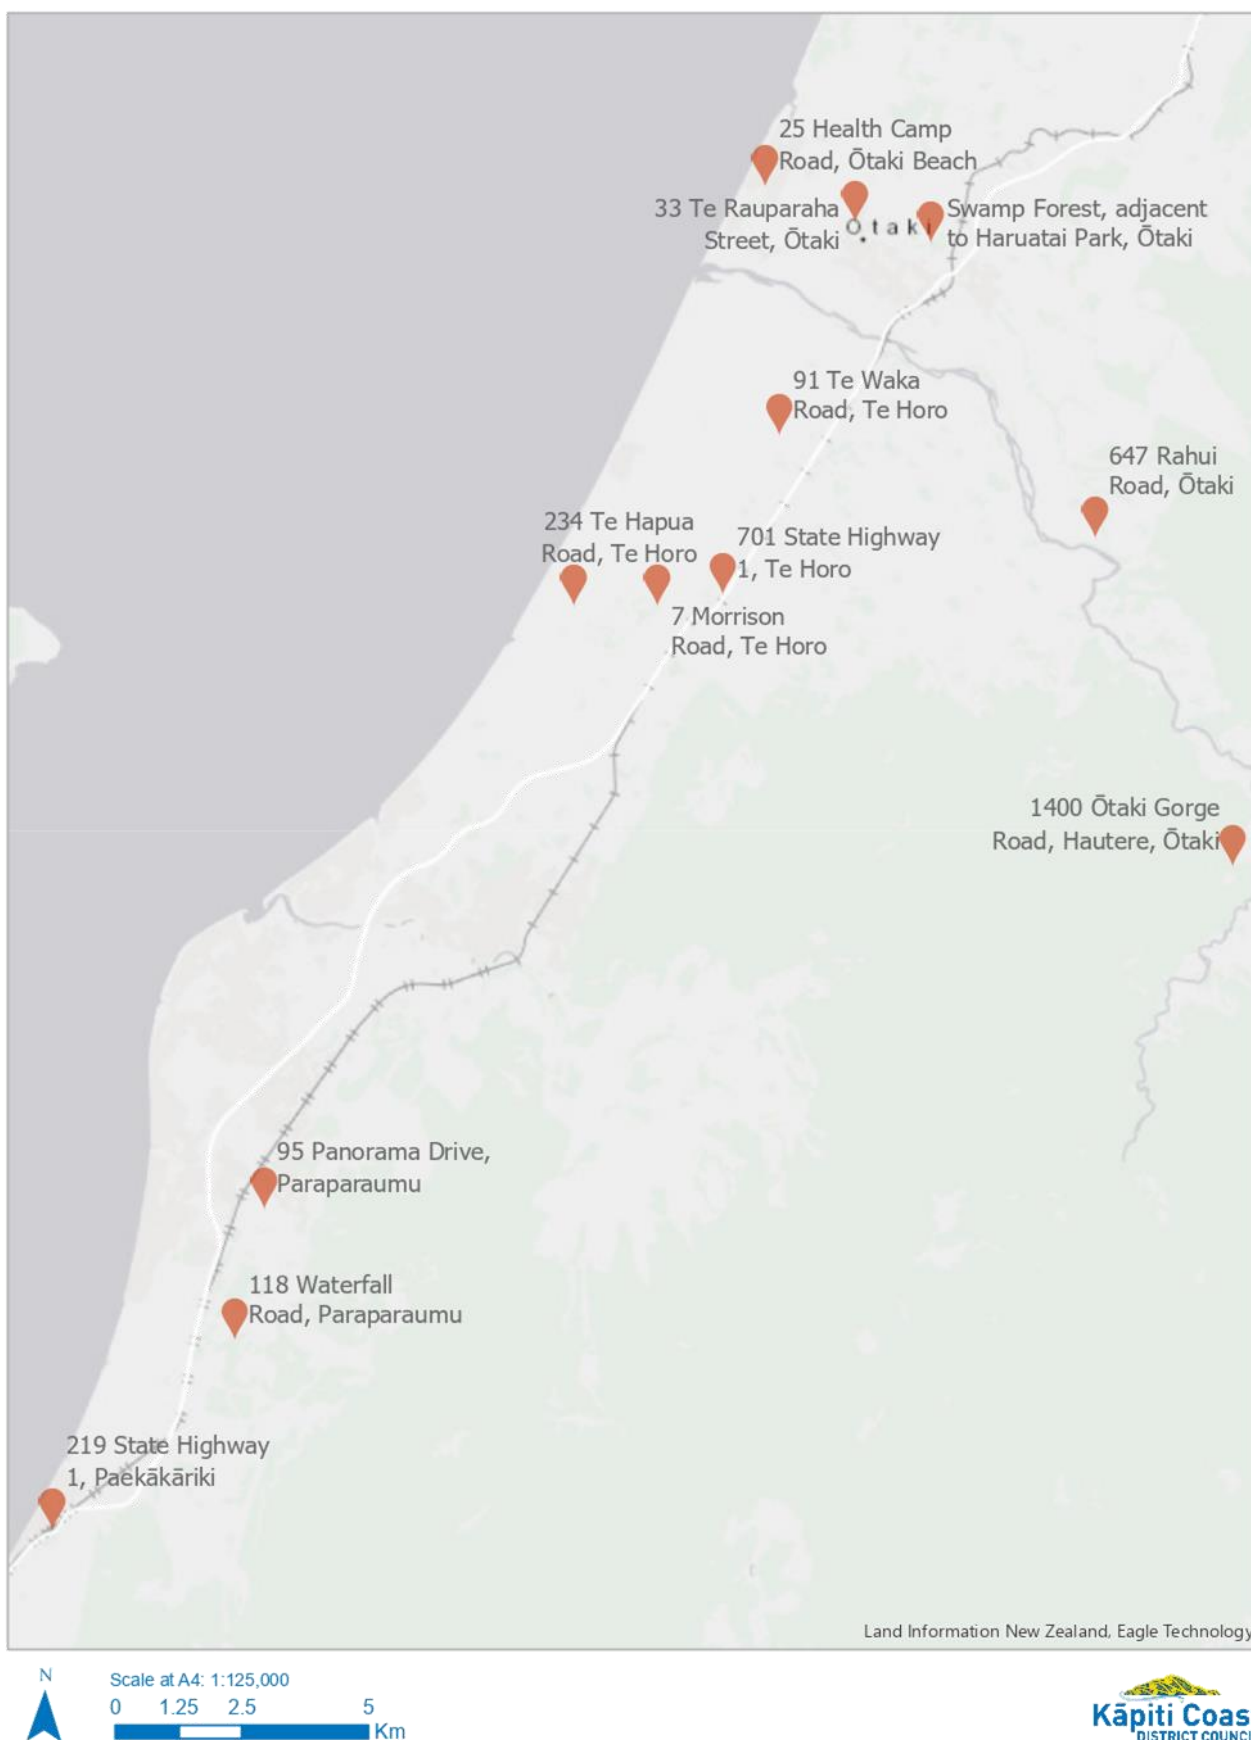 25 Health Camp
Road, Ōtaki Beach
33 Te Rauparaha
Street, Ōtaki
Otaki
Swamp Forest, adjacent
to Haruatai Park, Ōtaki
91 Te Waka
Road, Te Horo
647 Rahui
Road, Ōtaki
234 Te Hapua
Road, Te Horo
701 State Highway
1, Te Horo
7 Morrison
Road, Te Horo
1400 Ōtaki Gorge
Road, Hautere, Ōtaki
95 Panorama Drive,
Paraparaumu
118 Waterfall
Road, Paraparaumu
219 State Highway
1, Paekākāriki
Land Information New Zealand, Eagle Technology
N
Scale at A4: 1:125,000
0 1.25 2.5 5
Km
Kāpiti Coas
DISTRICT COUNCI